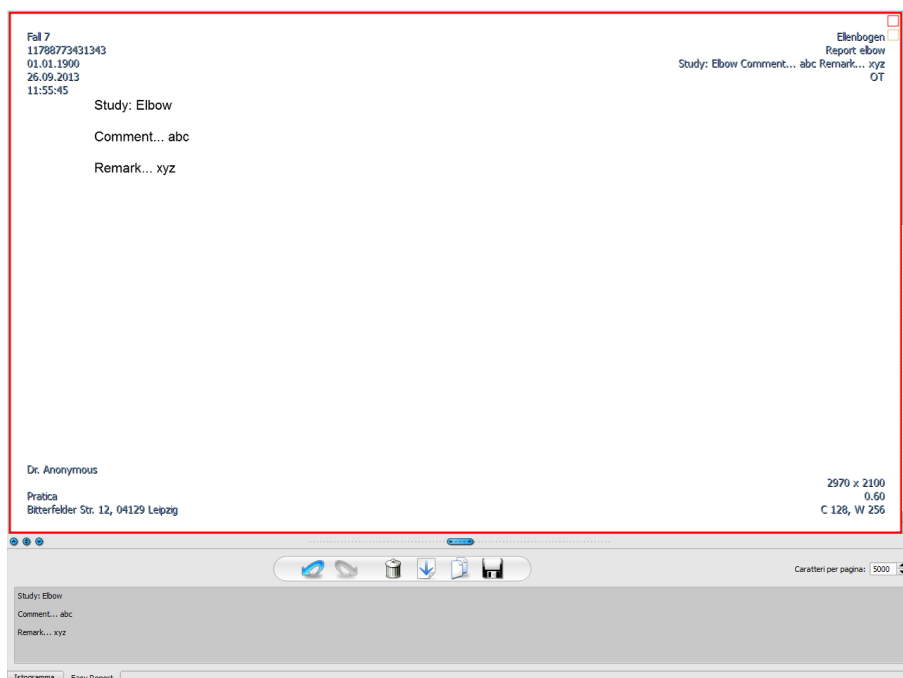 Fall 7
11788773431343
01.01.1900
26.09.2013
11:55:45
Ellenbogen
Report elbow
Study: Elbow Comment... abc Remark... xyz
OT
Study: Elbow
Comment... abc
Remark... xyz
Dr. Anonymous
Pratica
Bitterfelder Str. 12, 04129 Leipzig
2970 x 2100
0.60
C 128, W 256
Caratteri per pagina: 5000
Study: Elbow
Comment... abc
Remark... xyz
Istogramma
Easy Report